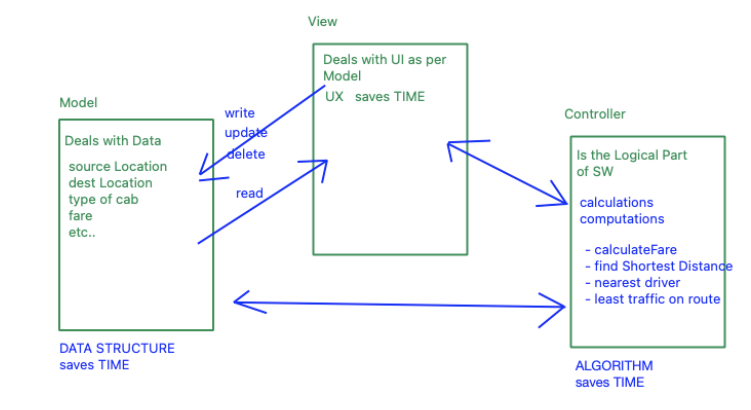 View
Deals with UI as per
Model
UX saves TIME
Model
Deals with Data
source Location
dest Location
type of cab
fare
etc..
DATA STRUCTURE
saves TIME
write
update
delete
read
Controller
Is the Logical Part
of SW
calculations
computations
- calculateFare
- find Shortest Distance
- nearest driver
- least traffic on route
ALGORITHM
saves TIME